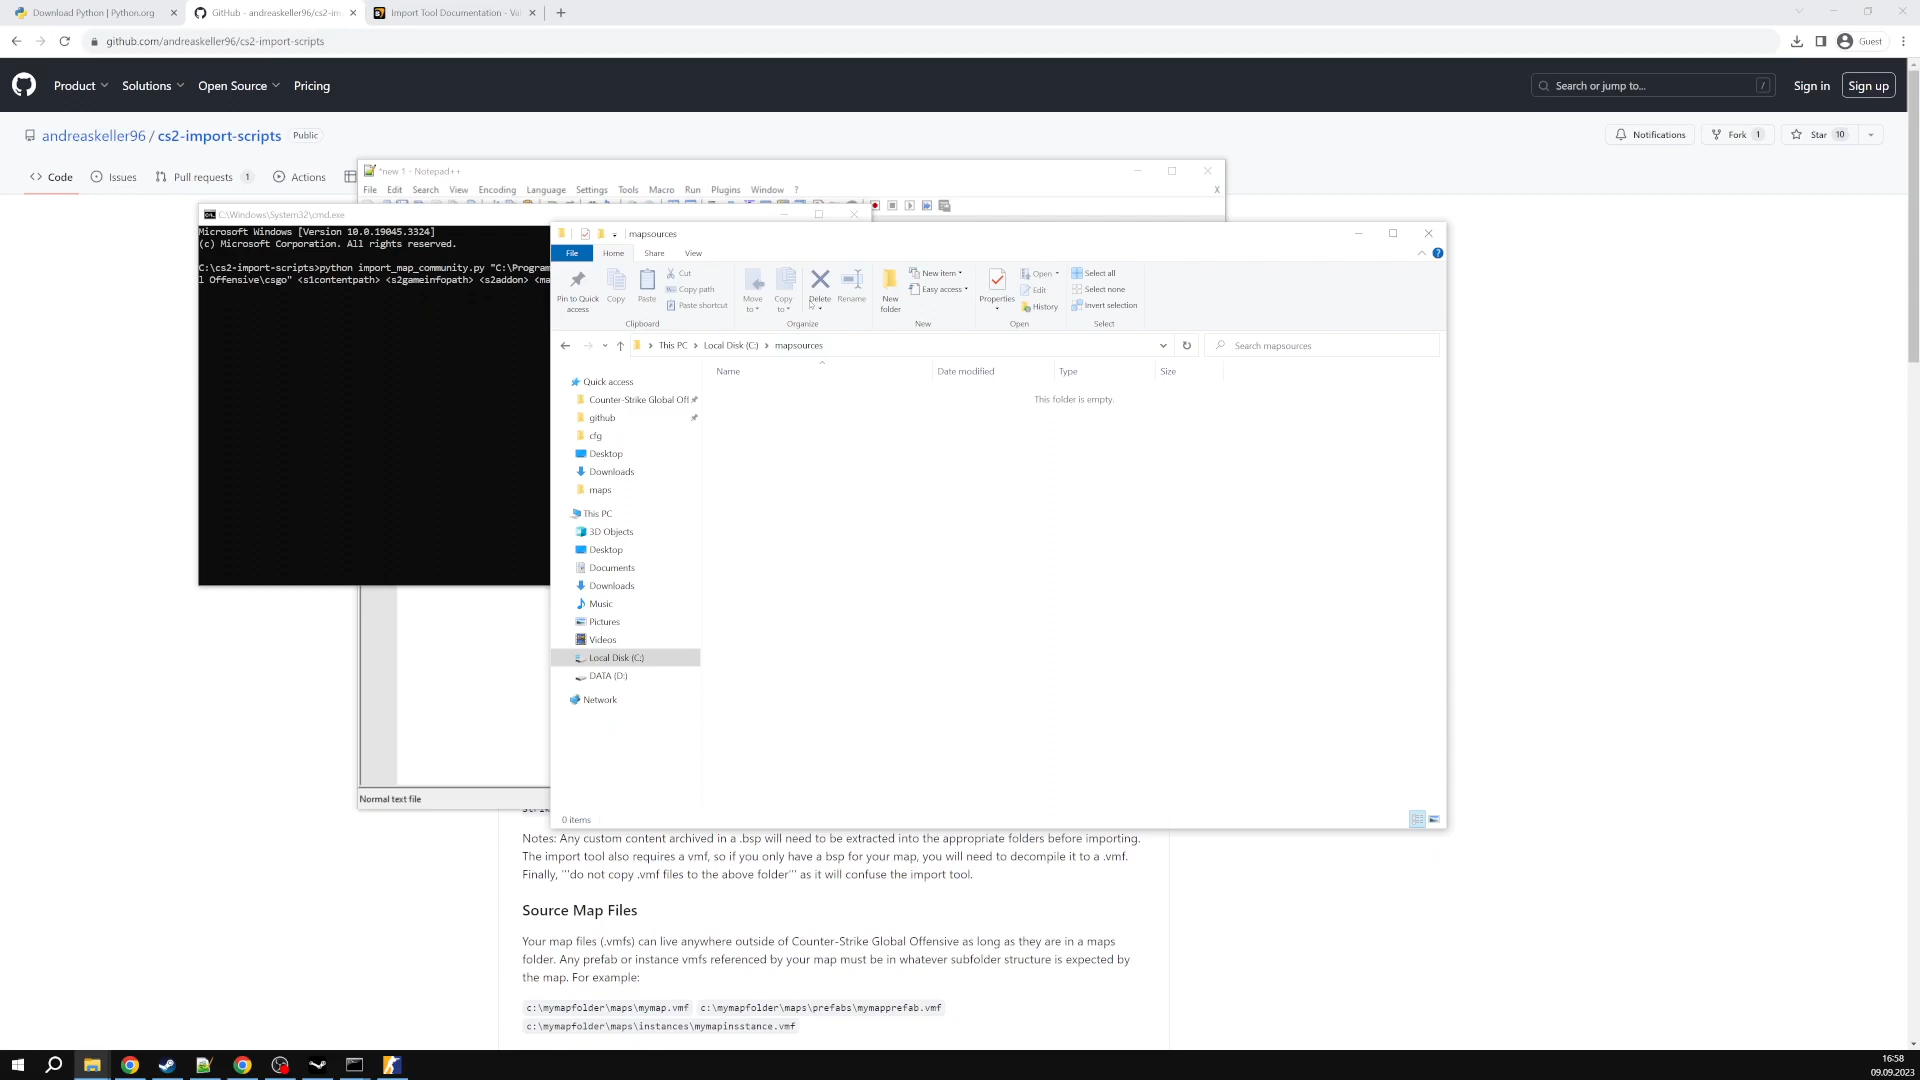 Download Python | Python.org
GitHub - andreaskeller96/cs2-im
Import Tool Documentation - Va
github.com/andreaskeller96/cs2-import-scripts
Guest
Product
Solutions
Open Source
Pricing
Search or jump to...
/
Sign in
Sign up
andreaskeller96 / cs2-import-scripts
Public
Notifications
Fork 1
Star 10
Code
Issues
Pull requests 1
Actions
*new 1 - Notepad++
File Edit Search View Encoding Language Settings Tools Macro Run Plugins Window ?
X
C:\Windows\System32\cmd.exe
Microsoft Windows [Version 10.0.19045.3324]
(c) Microsoft Corporation. All rights reserved.
C:\cs2-import-scripts>python import_map_community.py "C:\Program
l Offensive\csgo" <s1contentpath> <s2gameinfopath> <s2addon> <ma
mapsources
File
Home
Share
View
Pin to Quick access
Copy
Paste
Cut
Copy path
Paste shortcut
Clipboard
Move to
Copy to
Delete
Rename
Organize
New folder
New item
Easy access
New
Properties
Open
Edit
History
Open
Select all
Select none
Invert selection
Select
This PC > Local Disk (C:) > mapsources
Search mapsources
Name
Date modified
Type
Size
This folder is empty.
Quick access
Counter-Strike Global Off
github
cfg
Desktop
Downloads
maps
This PC
3D Objects
Desktop
Documents
Downloads
Music
Pictures
Videos
Local Disk (C:)
DATA (D:)
Network
0 items
Normal text file
Notes: Any custom content archived in a .bsp will need to be extracted into the appropriate folders before importing.
The import tool also requires a vmf, so if you only have a bsp for your map, you will need to decompile it to a .vmf.
Finally, '''do not copy .vmf files to the above folder''' as it will confuse the import tool.
Source Map Files
Your map files (.vmfs) can live anywhere outside of Counter-Strike Global Offensive as long as they are in a maps
folder. Any prefab or instance vmfs referenced by your map must be in whatever subfolder structure is expected by
the map. For example:
c:\mymapfolder\maps\mymap.vmf c:\mymapfolder\maps\prefabs\mymapprefab.vmf
c:\mymapfolder\maps\instances\mymapinsstance.vmf
16:58
09.09.2023